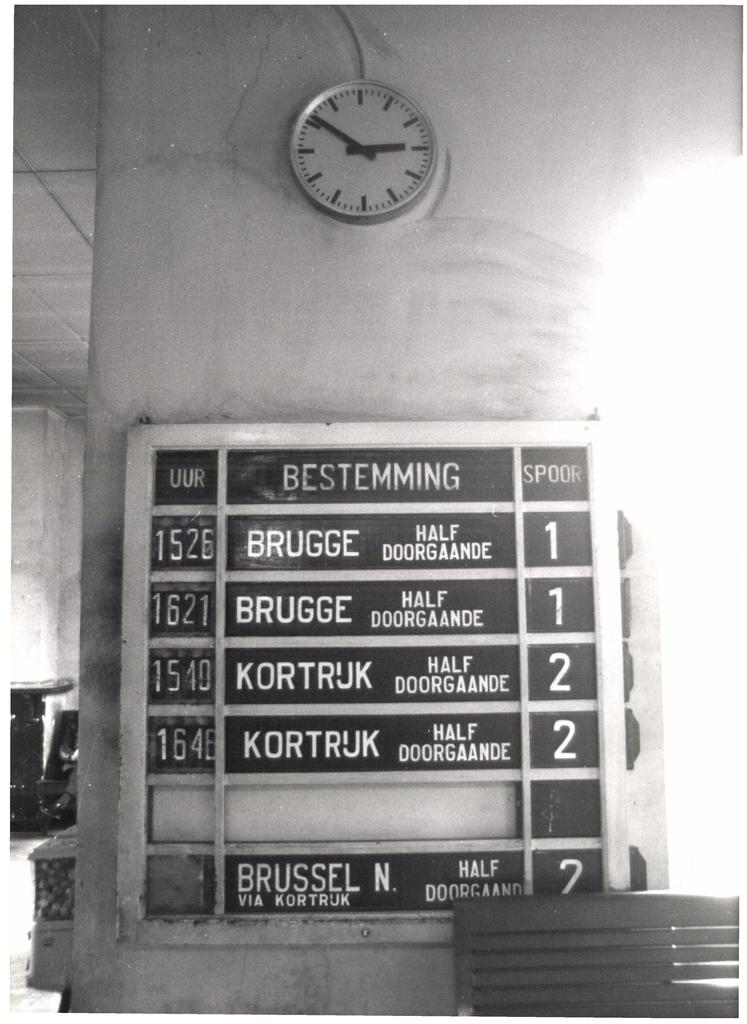 UUR BESTEMMING SPOOR
1526 BRUGGE HALF DOORGAANDE 1
1621 BRUGGE HALF DOORGAANDE 1
1540 KORTRIJK HALF DOORGAANDE 2
KORTRIJK HALF DOORGAANDE 2
BRUSSEL N. HALF DOORGAAND 2
VIA KORTRIJK